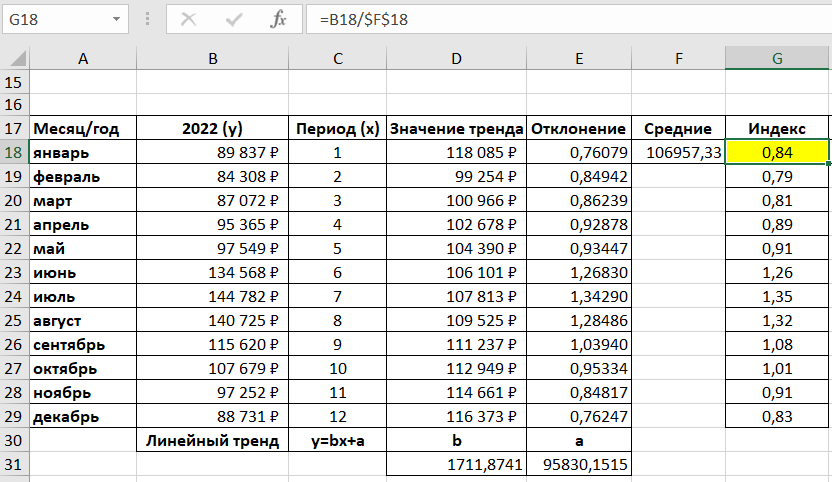 G18 fx =B18/$F$18
A B C D E F G
15
16
17 Месяц/год 2022 (y) Период (x) Значение тренда Отклонение Средние Индекс
18 январь 89 837 ₽ 1 118 085 ₽ 0,76079 106957,33 0,84
19 февраль 84 308 ₽ 2 99 254 ₽ 0,84942 0,79
20 март 87 072 ₽ 3 100 966 ₽ 0,86239 0,81
21 апрель 95 365 ₽ 4 102 678 ₽ 0,92878 0,89
22 май 97 549 ₽ 5 104 390 ₽ 0,93447 0,91
23 июнь 134 568 ₽ 6 106 101 ₽ 1,26830 1,26
24 июль 144 782 ₽ 7 107 813 ₽ 1,34290 1,35
25 август 140 725 ₽ 8 109 525 ₽ 1,28486 1,32
26 сентябрь 115 620 ₽ 9 111 237 ₽ 1,03940 1,08
27 октябрь 107 679 ₽ 10 112 949 ₽ 0,95334 1,01
28 ноябрь 97 252 ₽ 11 114 661 ₽ 0,84817 0,91
29 декабрь 88 731 ₽ 12 116 373 ₽ 0,76247 0,83
30 Линейный тренд y=bx+a b a
31 1711,8741 95830,1515